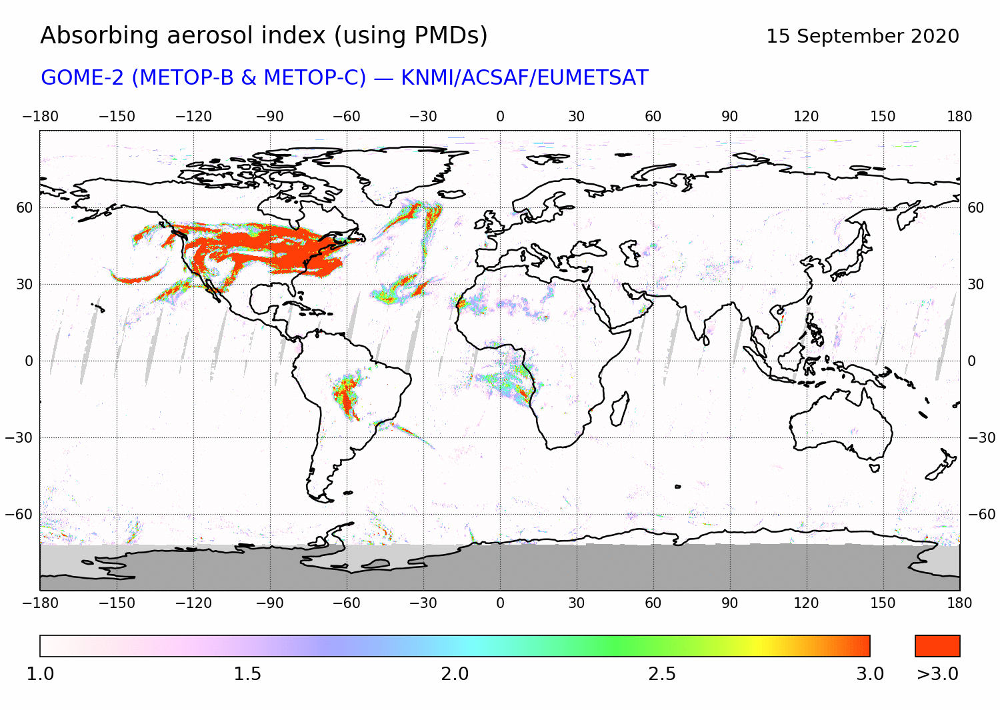 Absorbing aerosol index (using PMDs)
15 September 2020
GOME-2 (METOP-B & METOP-C) — KNMI/ACSAF/EUMETSAT
−180 −150 −120 −90 −60 −30 0 30 60 90 120 150 180
60 60
30 30
0 0
−30 −30
−60 −60
−180 −150 −120 −90 −60 −30 0 30 60 90 120 150 180
1.0 1.5 2.0 2.5 3.0 >3.0